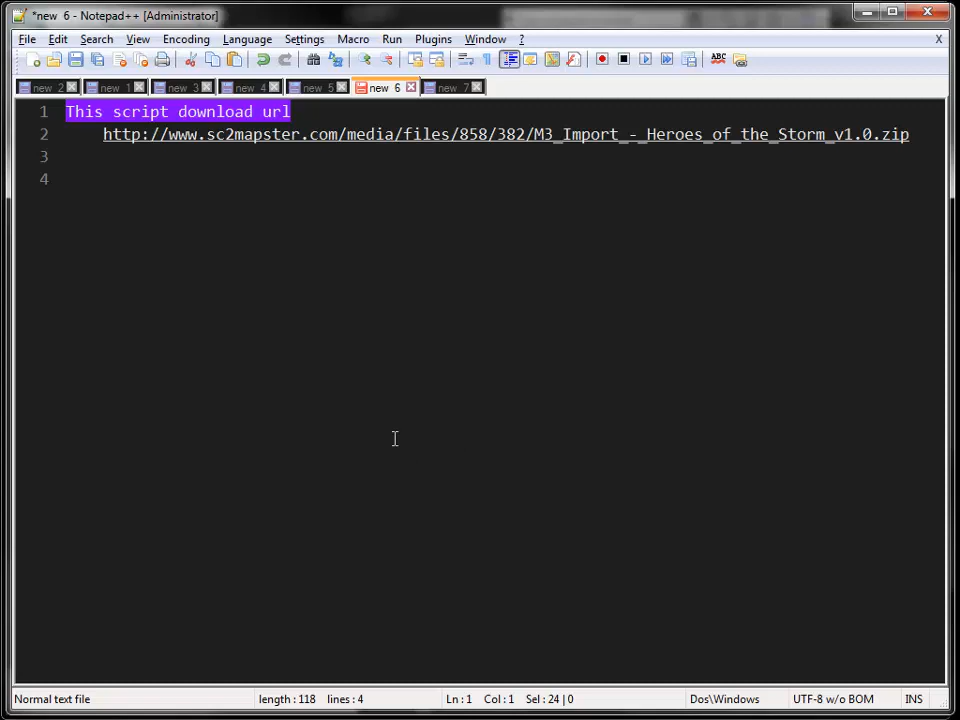 *new 6 - Notepad++ [Administrator]
File Edit Search View Encoding Language Settings Macro Run Plugins Window ? X
ABC
new 2 new 1 new 3 new 4 new 5 new 6 new 7
1 This script download url
2 http://www.sc2mapster.com/media/files/858/382/M3_Import_-_Heroes_of_the_Storm_v1.0.zip
3
4
Normal text file length : 118 lines : 4 Ln : 1 Col : 1 Sel : 24 | 0 Dos\Windows UTF-8 w/o BOM INS